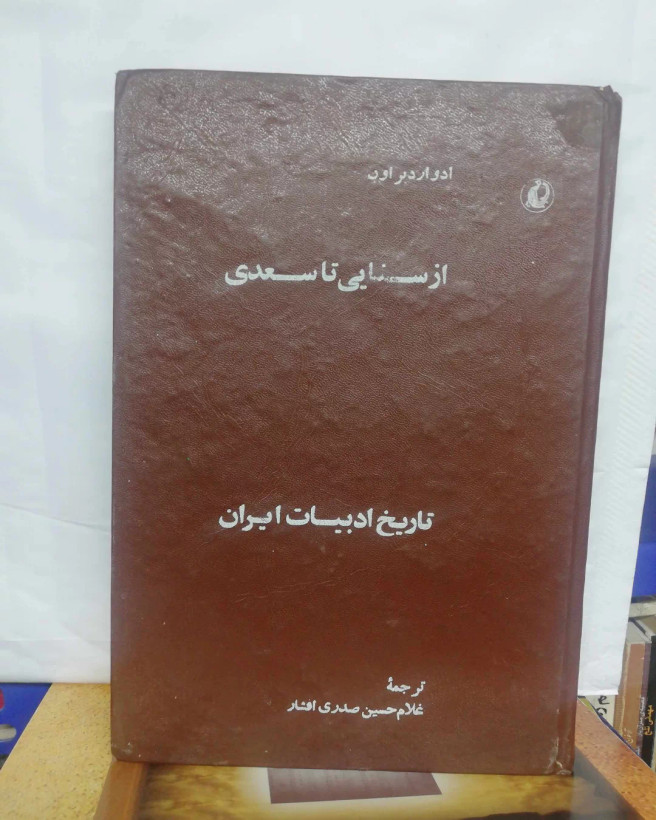 ادوارد براون
از سنایی تا سعدی
تاریخ ادبیات ایران
ترجمهٔ
غلامحسین صدری افشار